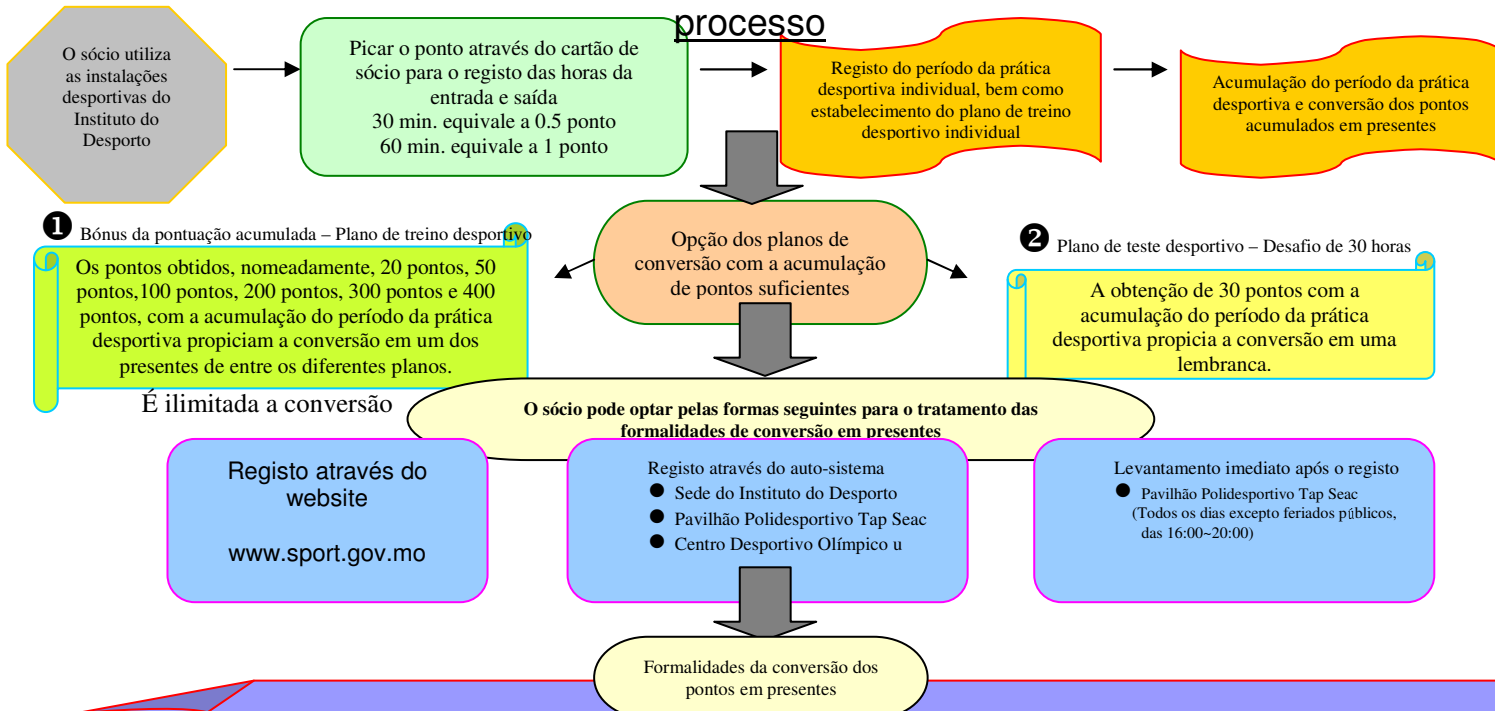 processo
O sócio utiliza
as instalações
desportivas do
Instituto do
Desporto
Picar o ponto através do cartão de
sócio para o registo das horas da
entrada e saída
30 min. equivale a 0.5 ponto
60 min. equivale a 1 ponto
Registo do período da prática
desportiva individual, bem como
estabelecimento do plano de treino
desportivo individual
Acumulação do período da prática
desportiva e conversão dos pontos
acumulados em presentes
❶ Bónus da pontuação acumulada – Plano de treino desportivo
Os pontos obtidos, nomeadamente, 20 pontos, 50
pontos,100 pontos, 200 pontos, 300 pontos e 400
pontos, com a acumulação do período da prática
desportiva propiciam a conversão em um dos
presentes de entre os diferentes planos.
É ilimitada a conversão
Opção dos planos de
conversão com a acumulação
de pontos suficientes
❷ Plano de teste desportivo – Desafio de 30 horas
A obtenção de 30 pontos com a
acumulação do período da prática
desportiva propicia a conversão em uma
lembranca.
O sócio pode optar pelas formas seguintes para o tratamento das
formalidades de conversão em presentes
Registo através do
website
www.sport.gov.mo
Registo através do auto-sistema
● Sede do Instituto do Desporto
● Pavilhão Polidesportivo Tap Seac
● Centro Desportivo Olímpico u
Levantamento imediato após o registo
● Pavilhão Polidesportivo Tap Seac
(Todos os dias excepto feriados públicos,
das 16:00~20:00)
Formalidades da conversão dos
pontos em presentes